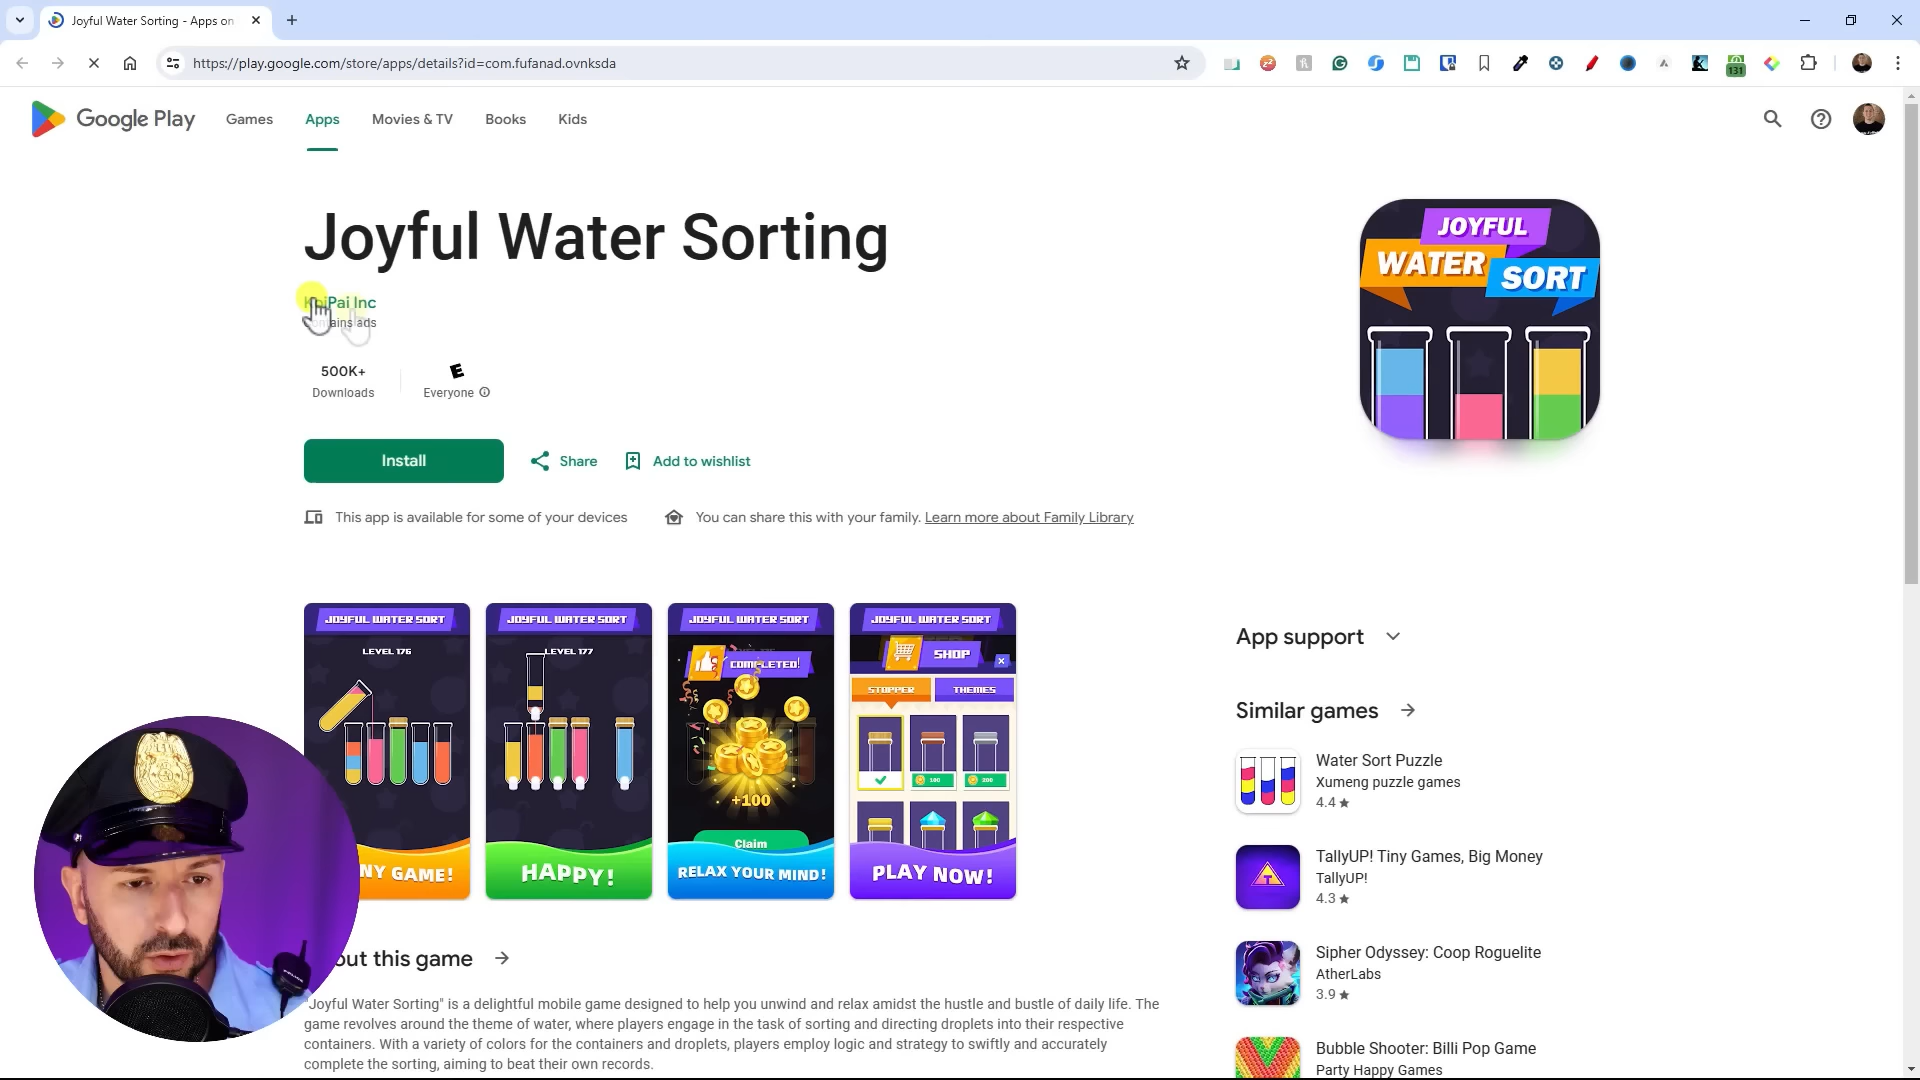 Joyful Water Sorting - Apps on
https://play.google.com/store/apps/details?id=com.fufanad.ovnksda
131
Google Play
Games
Apps
Movies & TV
Books
Kids
Joyful Water Sorting
Pai Inc
ains ads
500K+
Downloads
E
Everyone
Install
Share
Add to wishlist
This app is available for some of your devices
You can share this with your family. Learn more about Family Library
JOYFUL
WATER
SORT
JOYFUL WATER SORT
LEVEL 176
NY GAME!
JOYFUL WATER SORT
LEVEL 177
HAPPY!
JOYFUL WATER SORT
COMPLETED!
+100
Claim
RELAX YOUR MIND!
JOYFUL WATER SORT
SHOP
STOPPER
THEMES
100
200
PLAY NOW!
App support
Similar games
Water Sort Puzzle
Xumeng puzzle games
4.4
TallyUP! Tiny Games, Big Money
TallyUP!
4.3
Sipher Odyssey: Coop Roguelite
AtherLabs
3.9
Bubble Shooter: Billi Pop Game
Party Happy Games
out this game
"Joyful Water Sorting" is a delightful mobile game designed to help you unwind and relax amidst the hustle and bustle of daily life. The
game revolves around the theme of water, where players engage in the task of sorting and directing droplets into their respective
containers. With a variety of colors for the containers and droplets, players employ logic and strategy to swiftly and accurately
complete the sorting, aiming to beat their own records.